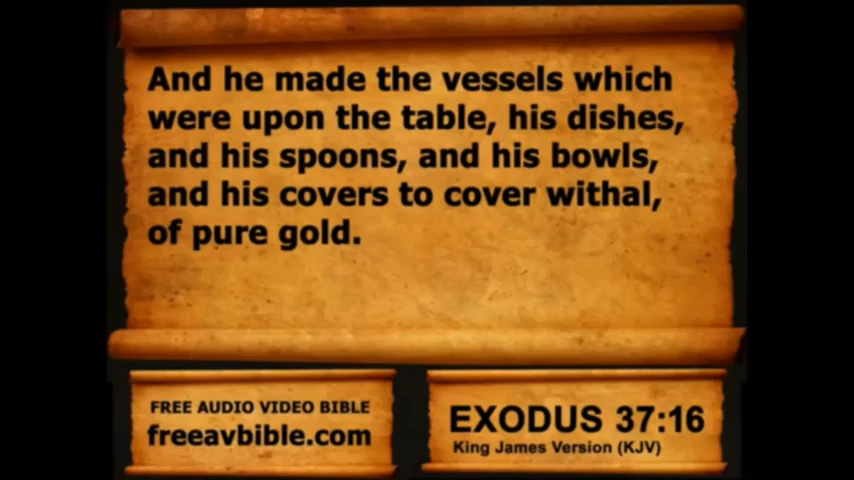 And he made the vessels which
were upon the table, his dishes,
and his spoons, and his bowls,
and his covers to cover withal,
of pure gold.
FREE AUDIO VIDEO BIBLE
freeavbible.com
EXODUS 37:16
King James Version (KJV)